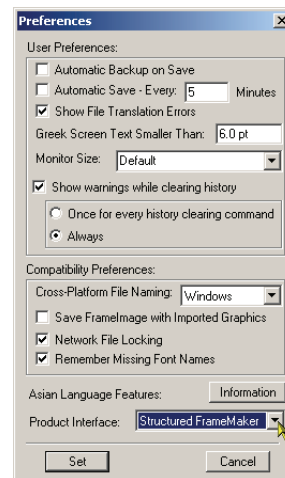 Preferences
User Preferences:
Automatic Backup on Save
Automatic Save - Every: 5 Minutes
Show File Translation Errors
Greek Screen Text Smaller Than: 6.0 pt
Monitor Size: Default
Show warnings while clearing history
Once for every history clearing command
Always
Compatibility Preferences:
Cross-Platform File Naming: Windows
Save FrameImage with Imported Graphics
Network File Locking
Remember Missing Font Names
Asian Language Features: Information
Product Interface: Structured FrameMaker
Set Cancel